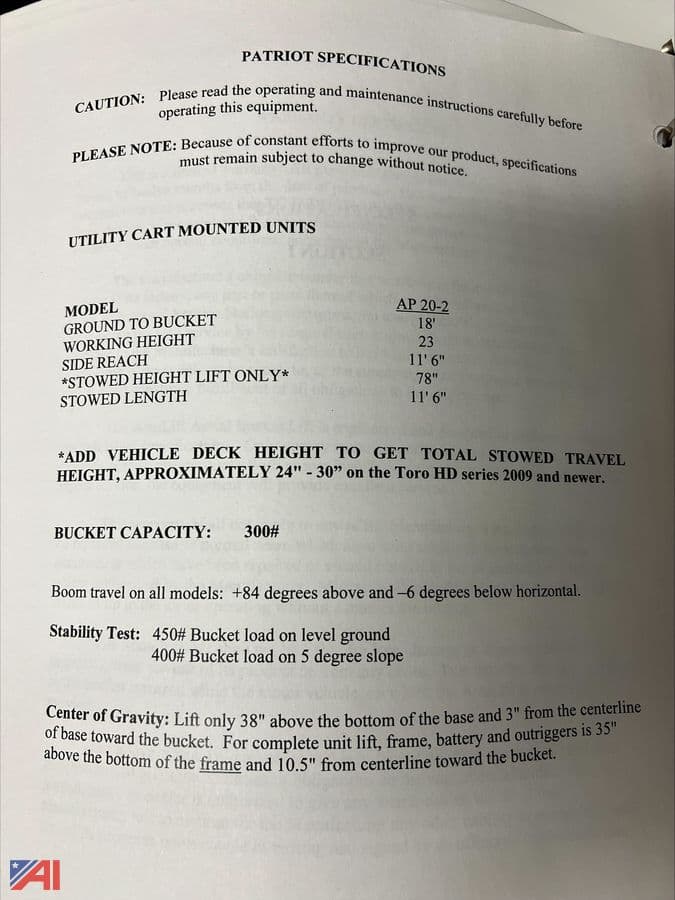 PATRIOT SPECIFICATIONS
CAUTION: Please read the operating and maintenance instructions carefully before
operating this equipment.
PLEASE NOTE: Because of constant efforts to improve our product, specifications
must remain subject to change without notice.
UTILITY CART MOUNTED UNITS
MODEL AP 20-2
GROUND TO BUCKET 18'
WORKING HEIGHT 23
SIDE REACH 11' 6"
*STOWED HEIGHT LIFT ONLY* 78"
STOWED LENGTH 11' 6"
*ADD VEHICLE DECK HEIGHT TO GET TOTAL STOWED TRAVEL
HEIGHT, APPROXIMATELY 24" - 30” on the Toro HD series 2009 and newer.
BUCKET CAPACITY: 300#
Boom travel on all models: +84 degrees above and –6 degrees below horizontal.
Stability Test: 450# Bucket load on level ground
400# Bucket load on 5 degree slope
Center of Gravity: Lift only 38" above the bottom of the base and 3" from the centerline
of base toward the bucket. For complete unit lift, frame, battery and outriggers is 35"
above the bottom of the frame and 10.5" from centerline toward the bucket.
AI